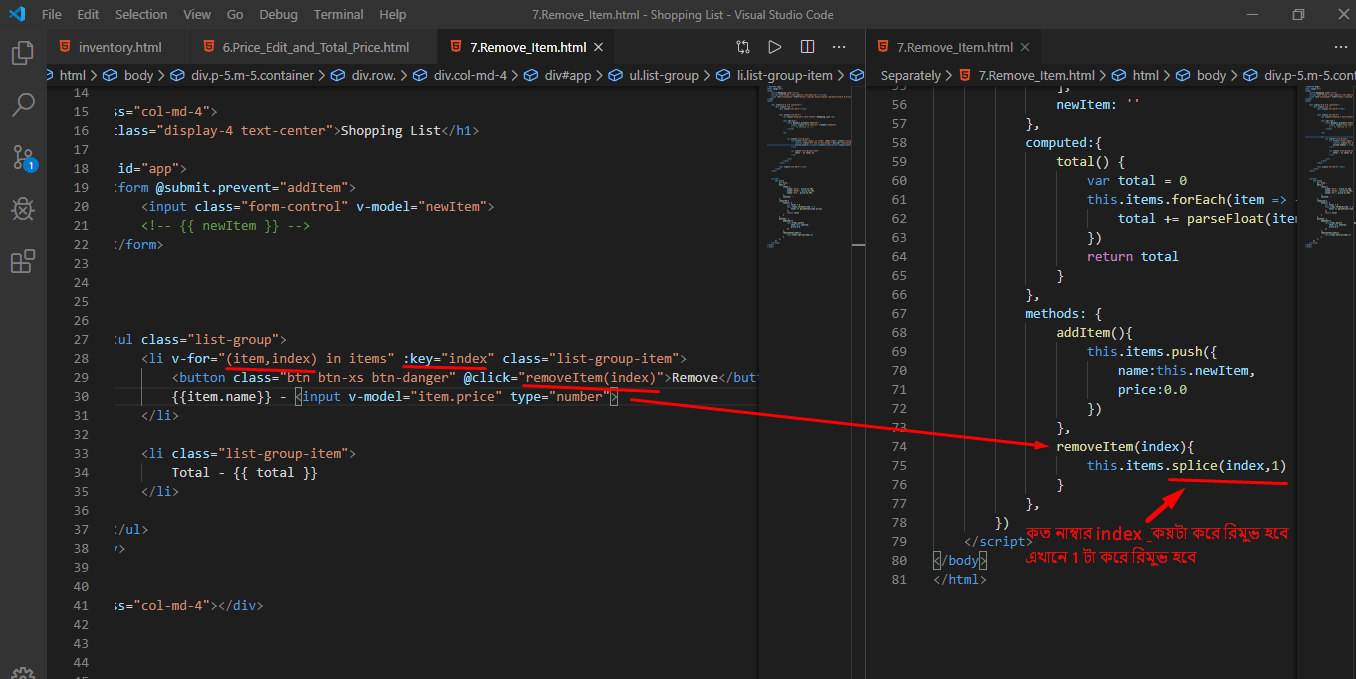 File Edit Selection View Go Debug Terminal Help 7.Remove_Item.html - Shopping List - Visual Studio Code
inventory.html 6.Price_Edit_and_Total_Price.html 7.Remove_Item.html
html > body > div.p-5.m-5.container > div.row. > div.col-md-4 > div#app > ul.list-group > li.list-group-item >
14
15 ss="col-md-4">
16 class="display-4 text-center">Shopping List</h1>
17
18 id="app">
19 form @submit.prevent="addItem">
20 <input class="form-control" v-model="newItem">
21 <!-- {{ newItem }} -->
22 /form>
23
24
25
26
27 ul class="list-group">
28 <li v-for="(item,index) in items" :key="index" class="list-group-item">
29 <button class="btn btn-xs btn-danger" @click="removeItem(index)">Remove</butt
30 {{item.name}} - <input v-model="item.price" type="number">
31 </li>
32
33 <li class="list-group-item">
34 Total - {{ total }}
35 </li>
36
37 /ul>
38 >
39
40
41 ss="col-md-4"></div>
42
43
44
1
7.Remove_Item.html
Separately > 7.Remove_Item.html > html > body > div.p-5.m-5.cont
55 ],
56 newItem: ''
57 },
58 computed:{
59 total() {
60 var total = 0
61 this.items.forEach(item =>
62 total += parseFloat(iter
63 })
64 return total
65 }
66 },
67 methods: {
68 addItem(){
69 this.items.push({
70 name:this.newItem,
71 price:0.0
72 })
73 },
74 removeItem(index){
75 this.items.splice(index,1)
76 }
77 },
78 })
79 </script>
80 </body>
81 </html>
কত নাম্বার index _কয়টা করে রিমুভ হবে
এখানে 1 টা করে রিমুভ হবে